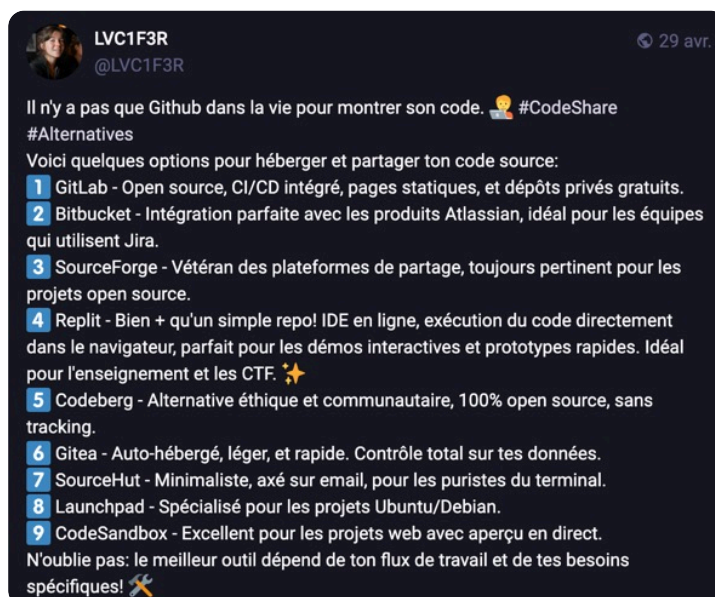 LVC1F3R
29 avr.
@LVC1F3R
Il n'y a pas que Github dans la vie pour montrer son code. 🧑‍💻 #CodeShare
#Alternatives
Voici quelques options pour héberger et partager ton code source:
1️⃣ GitLab - Open source, CI/CD intégré, pages statiques, et dépôts privés gratuits.
2️⃣ Bitbucket - Intégration parfaite avec les produits Atlassian, idéal pour les équipes
qui utilisent Jira.
3️⃣ SourceForge - Vétéran des plateformes de partage, toujours pertinent pour les
projets open source.
4️⃣ Replit - Bien + qu'un simple repo! IDE en ligne, exécution du code directement
dans le navigateur, parfait pour les démos interactives et prototypes rapides. Idéal
pour l'enseignement et les CTF. ✨
5️⃣ Codeberg - Alternative éthique et communautaire, 100% open source, sans
tracking.
6️⃣ Gitea - Auto-hébergé, léger, et rapide. Contrôle total sur tes données.
7️⃣ SourceHut - Minimaliste, axé sur email, pour les puristes du terminal.
8️⃣ Launchpad - Spécialisé pour les projets Ubuntu/Debian.
9️⃣ CodeSandbox - Excellent pour les projets web avec aperçu en direct.
N'oublie pas: le meilleur outil dépend de ton flux de travail et de tes besoins
spécifiques! 🛠️